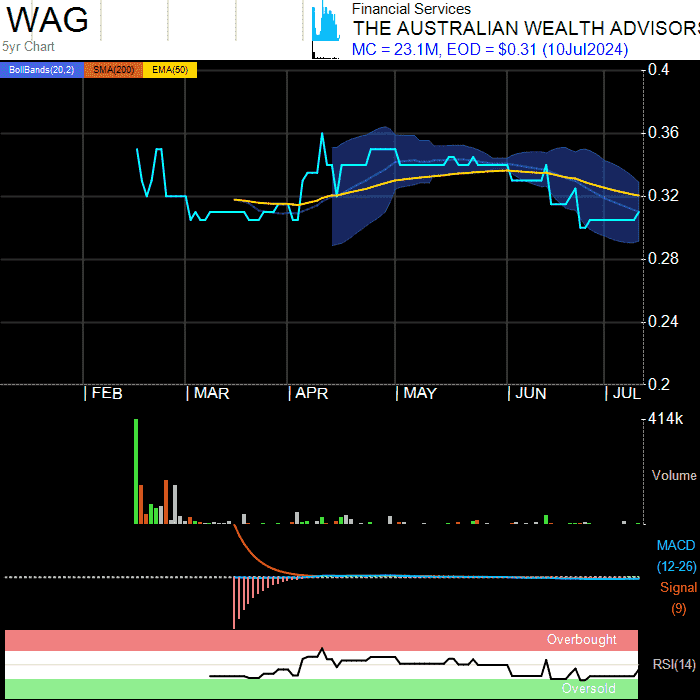 WAG
5yr Chart
Financial Services
THE AUSTRALIAN WEALTH ADVISORS
MC = 23.1M, EOD = $0.31 (10Jul2024)
BollBands(20,2) SMA(200) EMA(50)
0.4
0.36
0.32
0.28
0.24
0.2
FEB MAR APR MAY JUN JUL
414k
Volume
MACD
(12-26)
Signal
(9)
Overbought
RSI(14)
Oversold